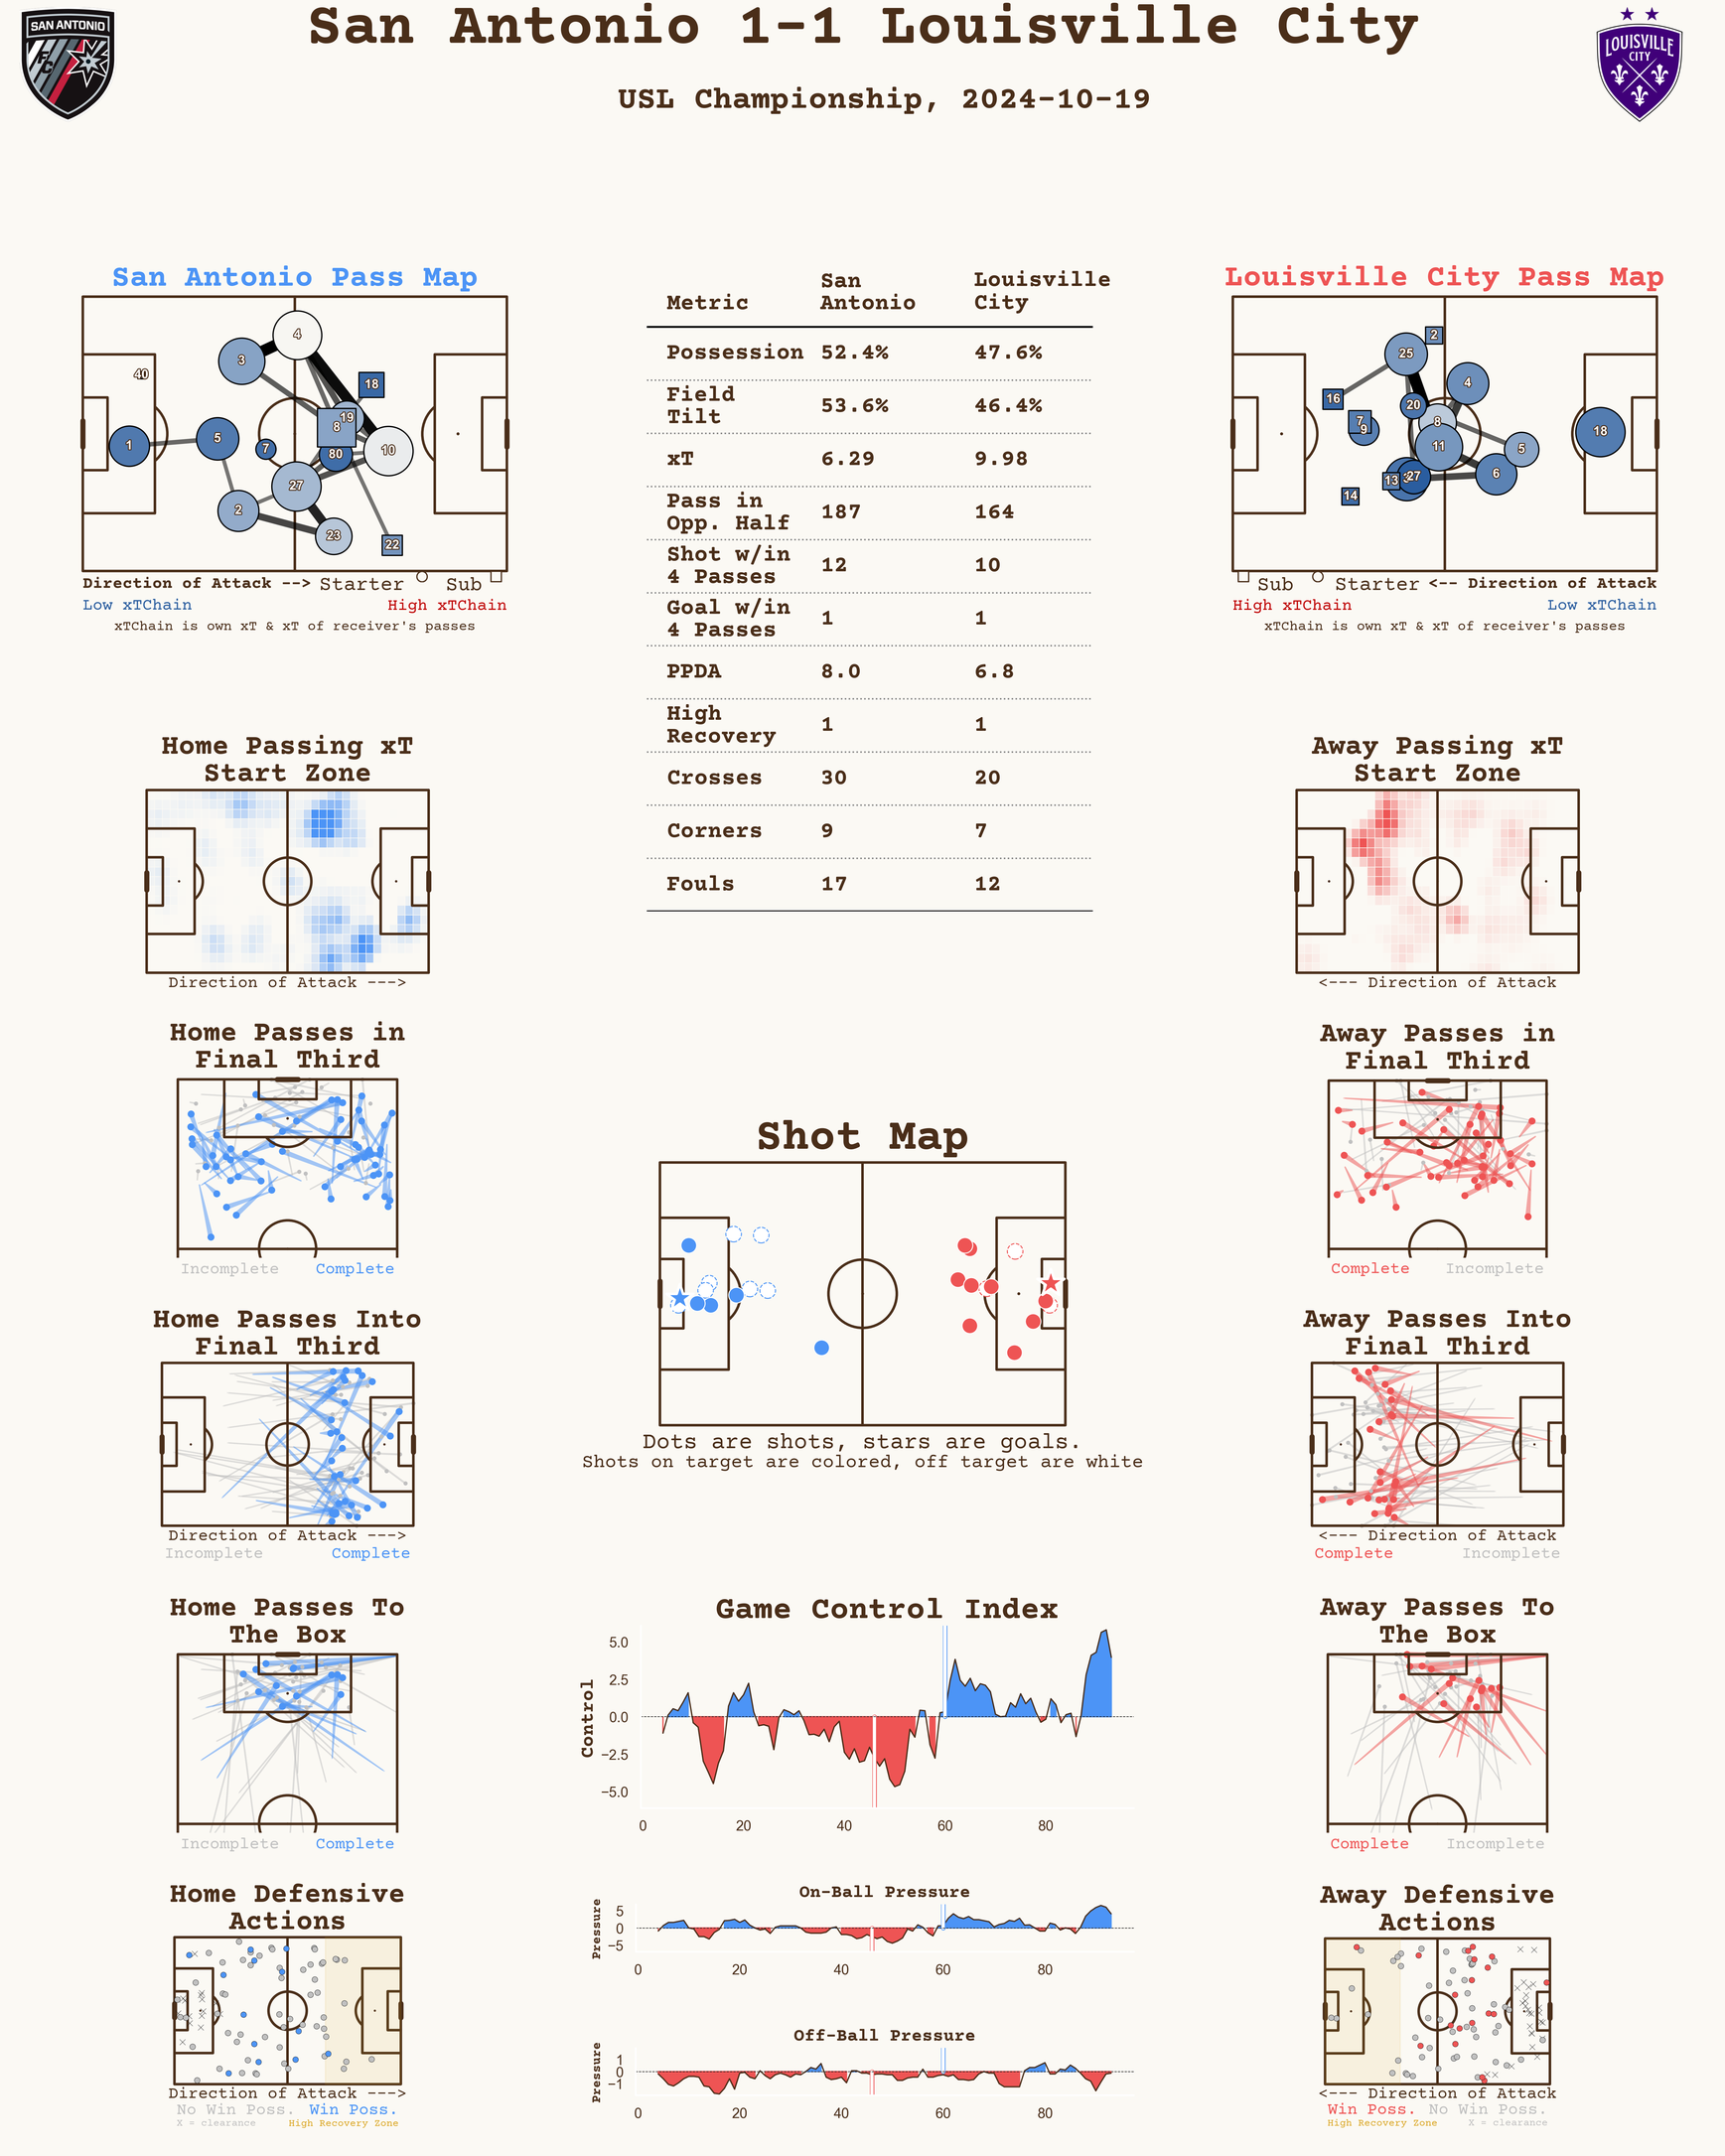 San Antonio 1-1 Louisville City
USL Championship, 2024-10-19
SAN ANTONIO
FC
LOUISVILLE
CITY
San Antonio Pass Map
4
3
40
18
19
8
1
5
7
80
10
27
2
23
22
Direction of Attack --> Starter Sub
Low xTChain High xTChain
xTChain is own xT & xT of receiver's passes
Metric San Antonio Louisville City
Possession 52.4% 47.6%
Field Tilt 53.6% 46.4%
xT 6.29 9.98
Pass in Opp. Half 187 164
Shot w/in 4 Passes 12 10
Goal w/in 4 Passes 1 1
PPDA 8.0 6.8
High Recovery 1 1
Crosses 30 20
Corners 9 7
Fouls 17 12
Louisville City Pass Map
2
25
4
16
20
7
9
8
11
5
18
6
13
27
14
Sub Starter <-- Direction of Attack
High xTChain Low xTChain
xTChain is own xT & xT of receiver's passes
Home Passing xT
Start Zone
Direction of Attack --->
Away Passing xT
Start Zone
<--- Direction of Attack
Home Passes in
Final Third
Incomplete Complete
Away Passes in
Final Third
Complete Incomplete
Shot Map
Dots are shots, stars are goals.
Shots on target are colored, off target are white
Home Passes Into
Final Third
Direction of Attack --->
Incomplete Complete
Away Passes Into
Final Third
<--- Direction of Attack
Complete Incomplete
Home Passes To
The Box
Incomplete Complete
Game Control Index
Control
5.0
2.5
0.0
−2.5
−5.0
0 20 40 60 80
Away Passes To
The Box
Complete Incomplete
Home Defensive
Actions
Direction of Attack --->
No Win Poss. Win Poss.
X = clearance High Recovery Zone
On-Ball Pressure
Pressure
5
0
−5
0 20 40 60 80
Off-Ball Pressure
Pressure
1
0
−1
0 20 40 60 80
Away Defensive
Actions
<--- Direction of Attack
Win Poss. No Win Poss.
High Recovery Zone X = clearance